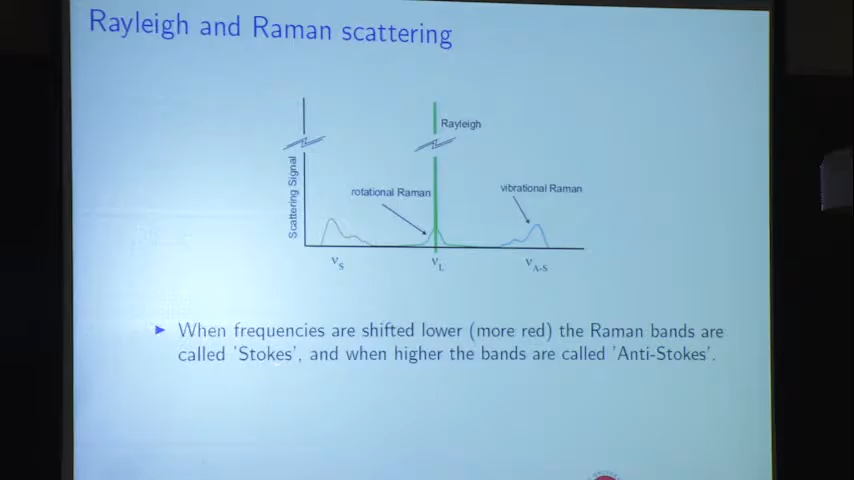 Rayleigh and Raman scattering
Rayleigh
Scattering Signal
rotational Raman
vibrational Raman
νS
νL
νA-S
When frequencies are shifted lower (more red) the Raman bands are
called 'Stokes', and when higher the bands are called 'Anti-Stokes'.